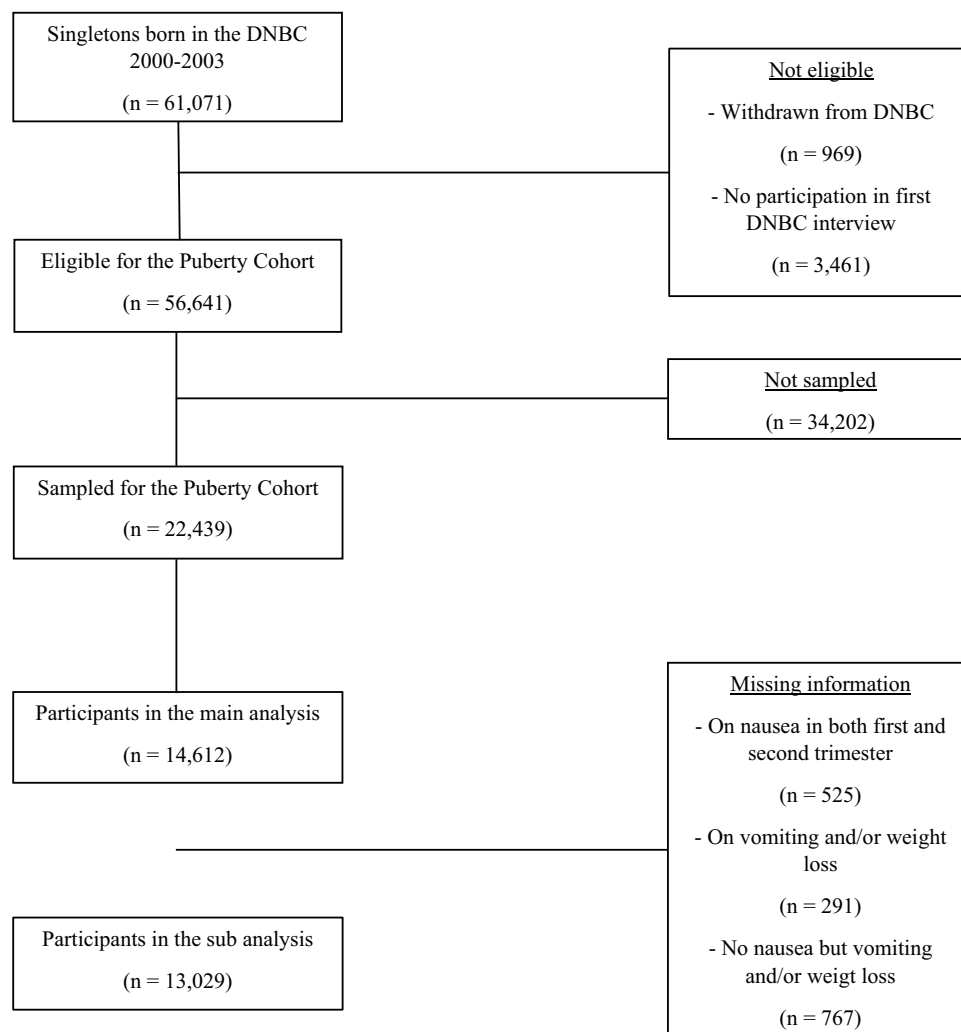 Singletons born in the DNBC
2000-2003
(n = 61,071)
Not eligible
- Withdrawn from DNBC
(n = 969)
- No participation in first
DNBC interview
(n = 3,461)
Eligible for the Puberty Cohort
(n = 56,641)
Not sampled
(n = 34,202)
Sampled for the Puberty Cohort
(n = 22,439)
Participants in the main analysis
(n = 14,612)
Missing information
- On nausea in both first and
second trimester
(n = 525)
- On vomiting and/or weight
loss
(n = 291)
- No nausea but vomiting
and/or weigt loss
(n = 767)
Participants in the sub analysis
(n = 13,029)